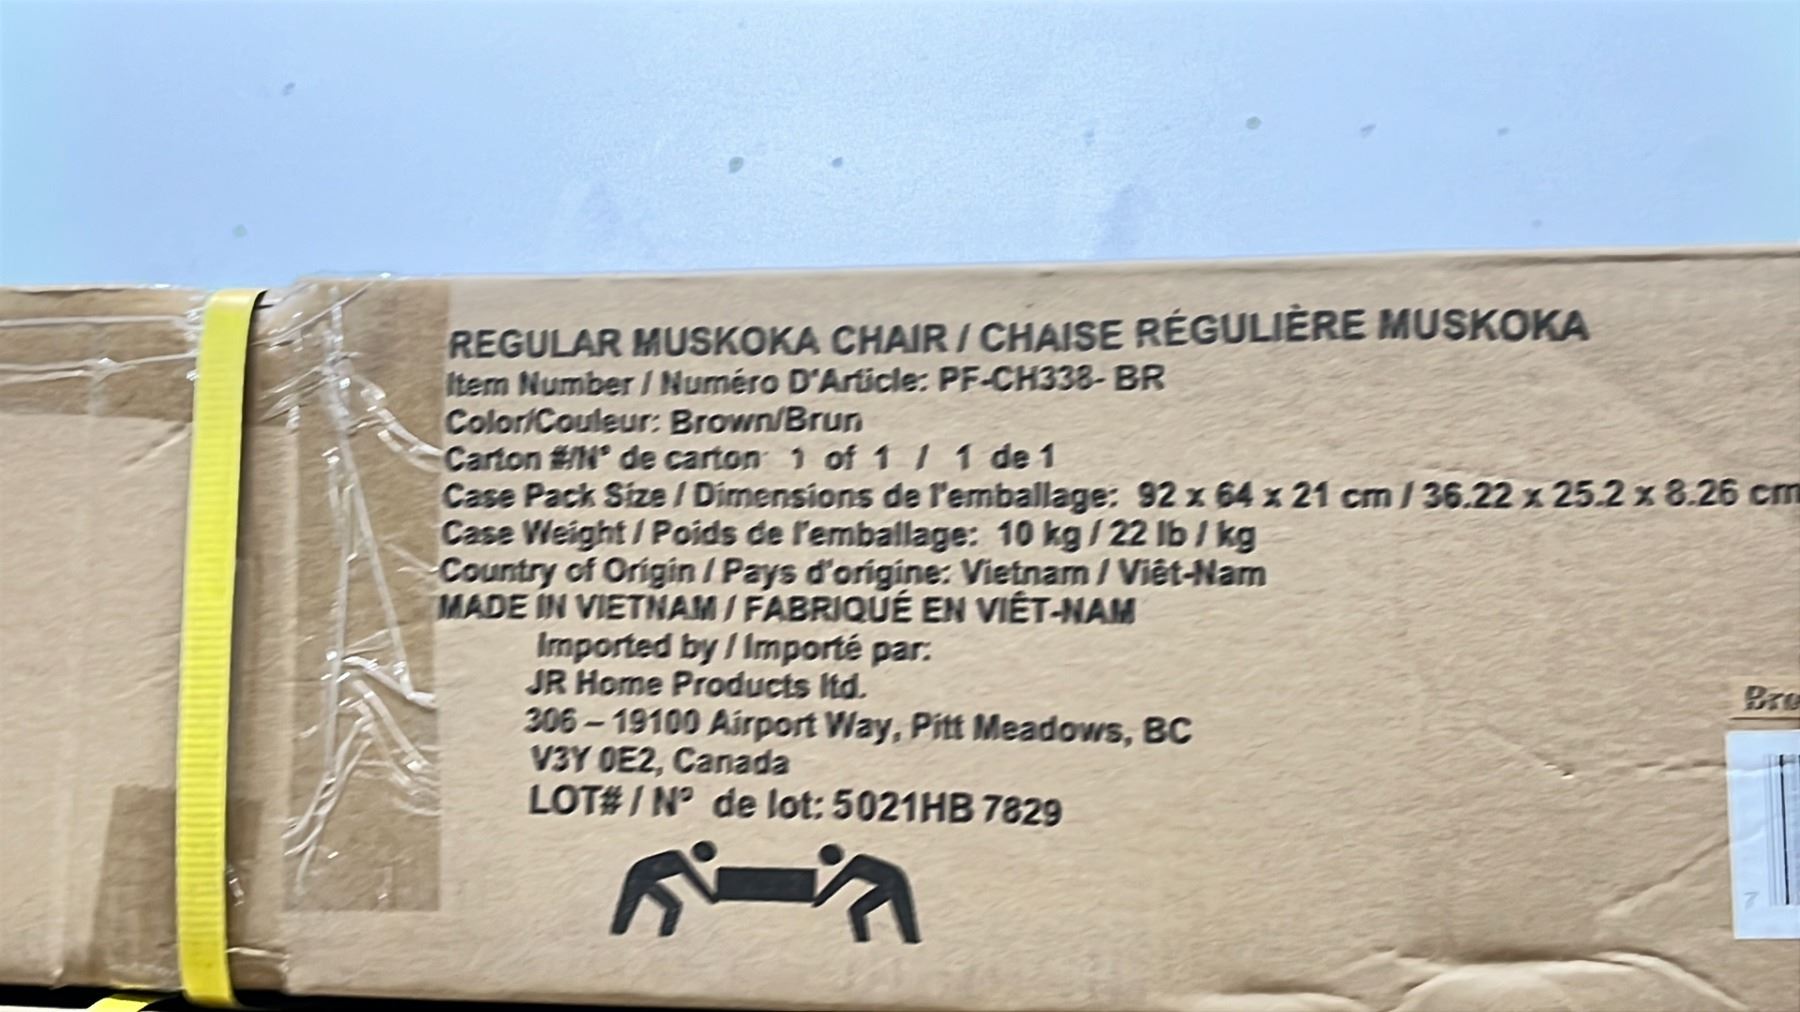 REGULAR MUSKOKA CHAIR / CHAISE RÉGULIÈRE MUSKOKA
Item Number / Numéro D'Article: PF-CH338- BR
Color/Couleur: Brown/Brun
Carton #/N° de carton 1 of 1 / 1 de 1
Case Pack Size / Dimensions de l'emballage: 92 x 64 x 21 cm / 36.22 x 25.2 x 8.26 cm
Case Weight / Poids de l'emballage: 10 kg / 22 lb / kg
Country of Origin / Pays d'origine: Vietnam / Viêt-Nam
MADE IN VIETNAM / FABRIQUÉ EN VIÊT-NAM
Imported by / Importé par:
JR Home Products ltd.
306 – 19100 Airport Way, Pitt Meadows, BC
V3Y 0E2, Canada
LOT# / N° de lot: 5021HB 7829
Bro
7